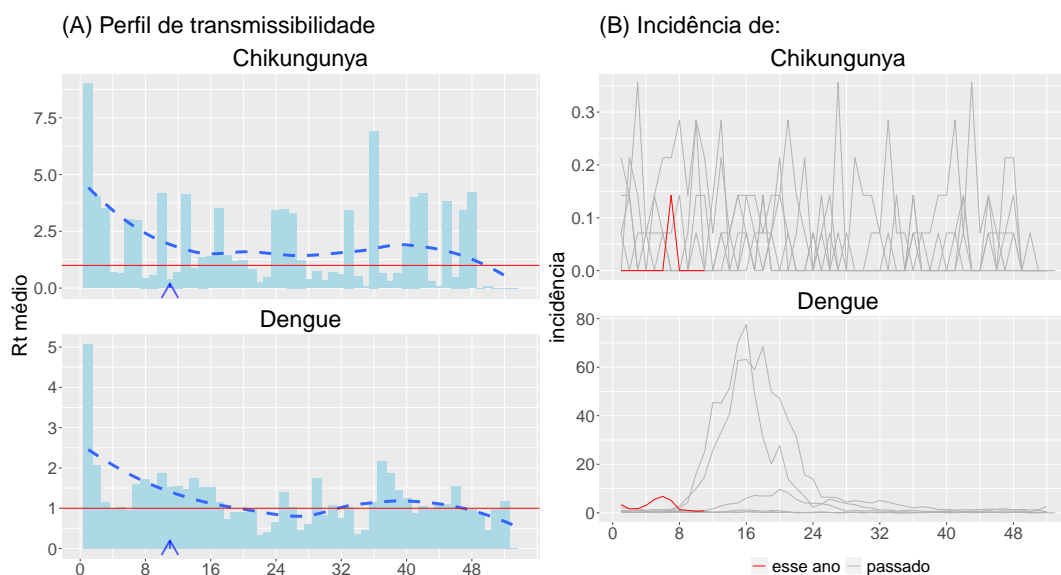 (A) Perfil de transmissibilidade
Chikungunya
7.5
5.0
2.5
0.0
Dengue
5
4
3
2
1
0
0 8 16 24 32 40 48
Rt médio
(B) Incidência de:
Chikungunya
0.3
0.2
0.1
0.0
Dengue
80
60
40
20
0
0 8 16 24 32 40 48
incidência
esse ano passado